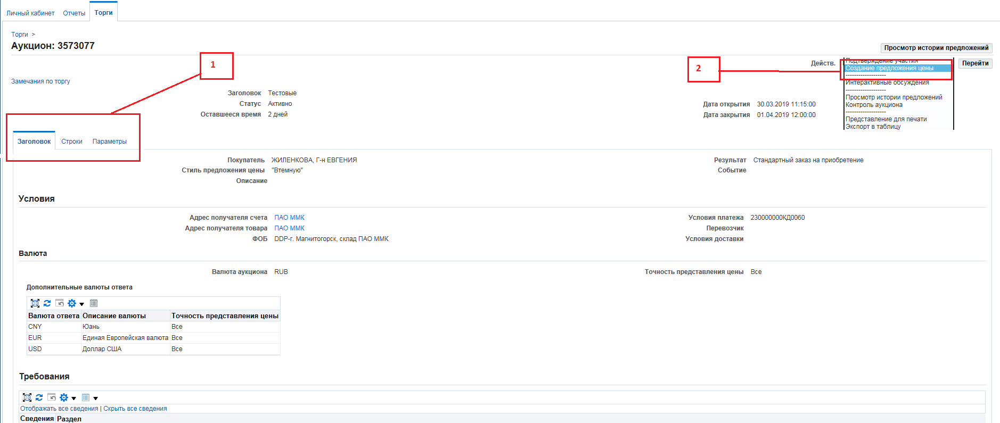 Личный кабинет Отчеты Торги
Торги >
Аукцион: 3573077
Просмотр истории предложений
1
2
Действ.
Подтверждение участия
Создание предложения цены
-------------------
Интерактивные обсуждения
-------------------
Просмотр истории предложений
Контроль аукциона
-------------------
Представление для печати
Экспорт в таблицу
Перейти
Замечания по торгу
Заголовок Тестовые
Статус Активно
Оставшееся время 2 дней
Дата открытия 30.03.2019 11:15:00
Дата закрытия 01.04.2019 12:00:00
Заголовок Строки Параметры
Покупатель ЖИЛЕНКОВА, Г-н ЕВГЕНИЯ
Стиль предложения цены "Втемную"
Описание
Результат Стандартный заказ на приобретение
Событие
Условия
Адрес получателя счета ПАО ММК
Адрес получателя товара ПАО ММК
ФОБ DDP-г. Магнитогорск, склад ПАО ММК
Условия платежа 230000000КД0060
Перевозчик
Условия доставки
Валюта
Валюта аукциона RUB
Точность представления цены Все
Дополнительные валюты ответа
Валюта ответа Описание валюты Точность представления цены
CNY Юань Все
EUR Единая Европейская валюта Все
USD Доллар США Все
Требования
Отображать все сведения | Скрыть все сведения
Сведения Раздел